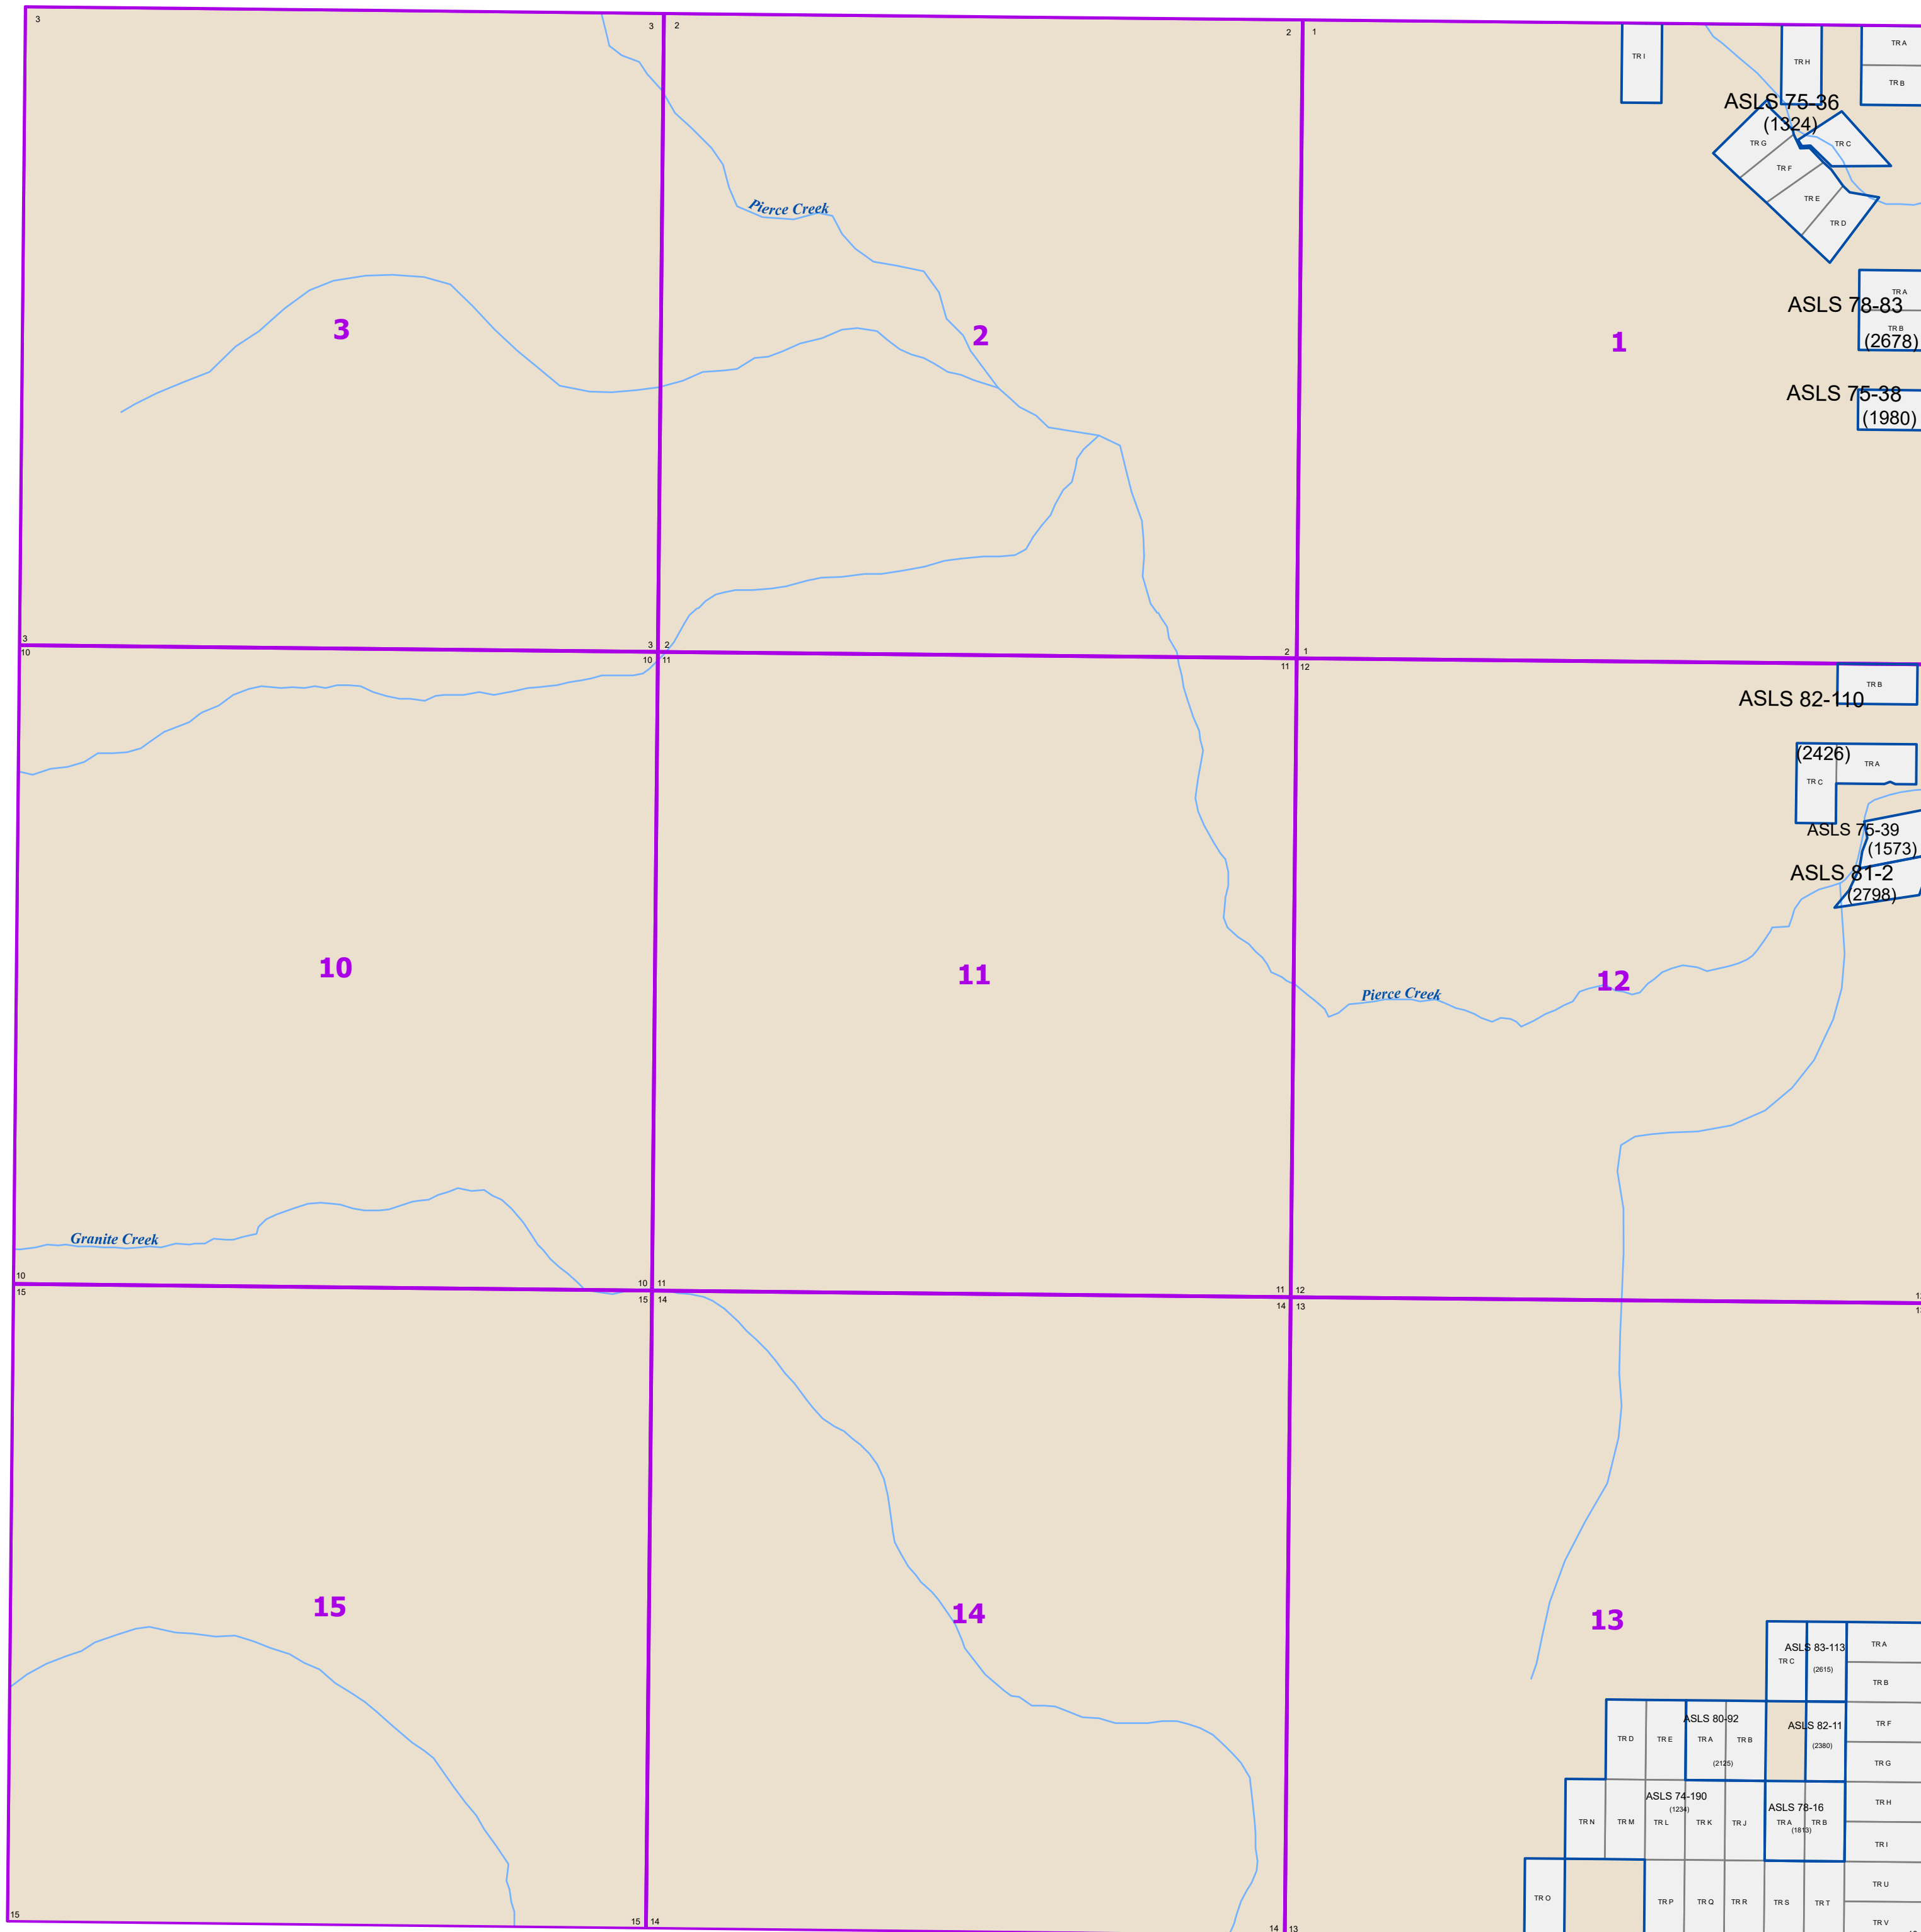 3
3
2
2
1
TR I
TR H
TR A
TR B
ASLS 75-36
(1324)
TR G
TR C
TR F
TR E
TR D
Pierce Creek
TR A
ASLS 78-83
TR B
(2678)
3
2
1
ASLS 75-38
(1980)
3
3
2
2
1
10
10
11
11
12
TR B
ASLS 82-110
(2426)
TR A
TR C
ASLS 75-39
(1573)
ASLS 81-2
(2798)
10
11
12
Pierce Creek
Granite Creek
10
10
11
11
12
15
15
14
14
13
15
14
13
ASLS 83-113
TR A
TR C
(2615)
TR B
ASLS 80-92
ASLS 82-11
TR F
TR D
TR E
TR A
TR B
(2380)
(2125)
TR G
ASLS 74-190
(1234)
ASLS 78-16
TR H
TR N
TR M
TR L
TR K
TR J
TR A
TR B
(1813)
TR I
TR U
TR O
TR P
TR Q
TR R
TR S
TR T
TR V
15
15
14
14
13